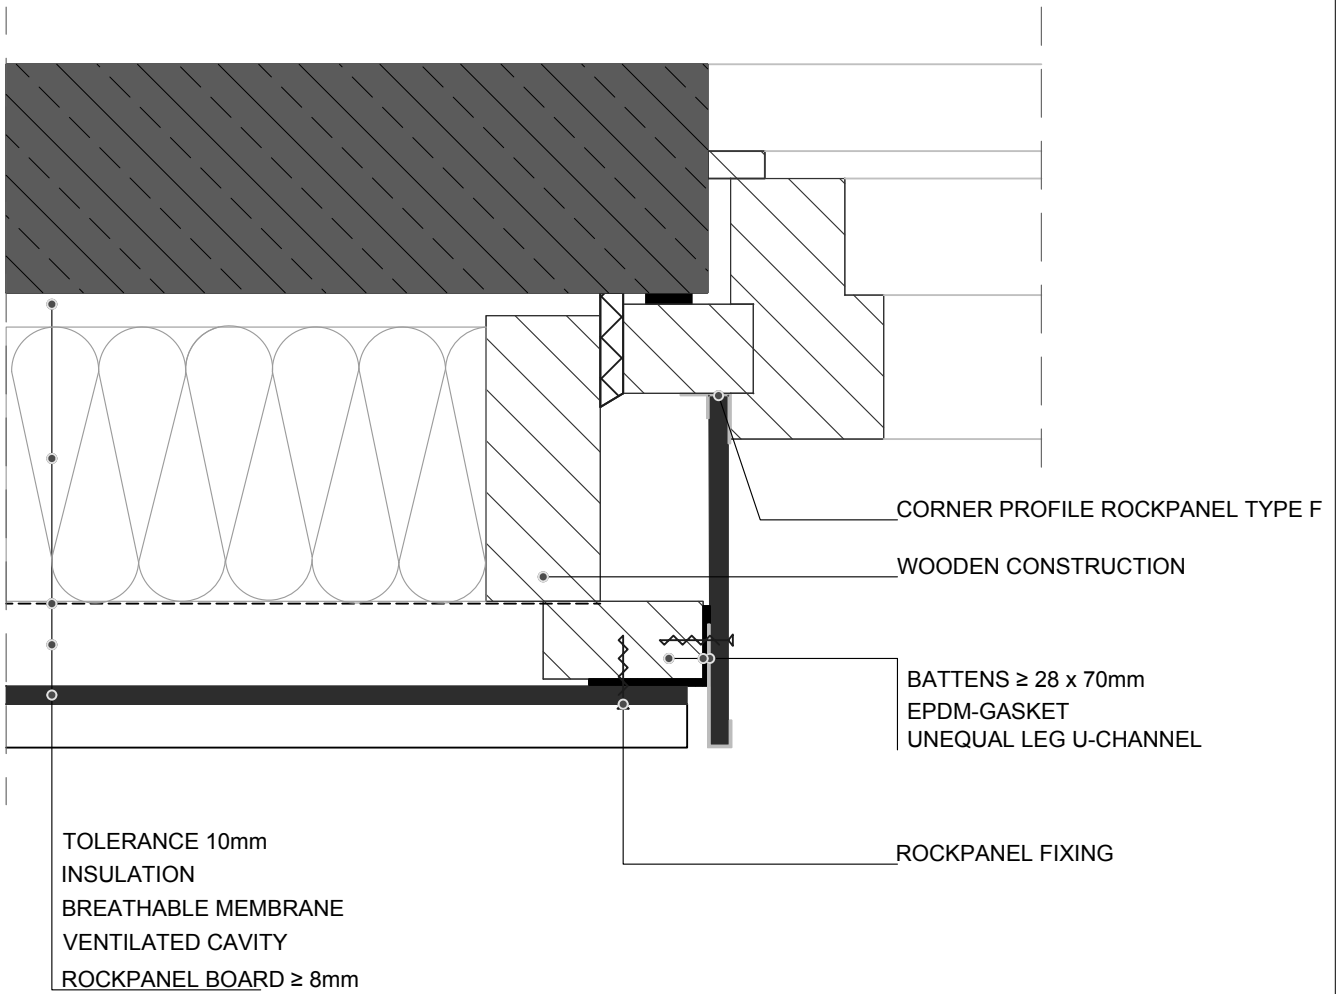 CORNER PROFILE ROCKPANEL TYPE F
WOODEN CONSTRUCTION
BATTENS ≥ 28 x 70mm
EPDM-GASKET
UNEQUAL LEG U-CHANNEL
ROCKPANEL FIXING
TOLERANCE 10mm
INSULATION
BREATHABLE MEMBRANE
VENTILATED CAVITY
ROCKPANEL BOARD ≥ 8mm